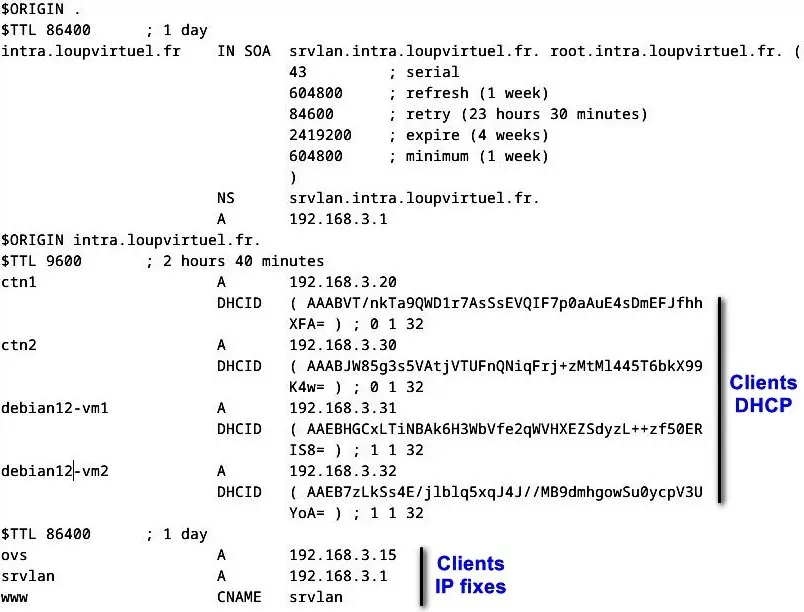 $ORIGIN .
$TTL 86400 ; 1 day
intra.loupvirtuel.fr IN SOA srvlan.intra.loupvirtuel.fr. root.intra.loupvirtuel.fr. (
43 ; serial
604800 ; refresh (1 week)
84600 ; retry (23 hours 30 minutes)
2419200 ; expire (4 weeks)
604800 ; minimum (1 week)
)
NS srvlan.intra.loupvirtuel.fr.
A 192.168.3.1
$ORIGIN intra.loupvirtuel.fr.
$TTL 9600 ; 2 hours 40 minutes
ctn1 A 192.168.3.20
DHCID ( AAABVT/nkTa9QWD1r7AsSsEVQIF7p0aAuE4sDmEFJfhh
XFA= ) ; 0 1 32
ctn2 A 192.168.3.30
DHCID ( AAABJW85g3s5VAtjVTUFnQNiqFrj+zMtMl445T6bkX99
K4w= ) ; 0 1 32
debian12-vm1 A 192.168.3.31
DHCID ( AAEBHGCxLTiNBAk6H3WbVfe2qWVHXEZSdyzL++zf50ER
IS8= ) ; 1 1 32
debian12-vm2 A 192.168.3.32
DHCID ( AAEB7zLkSs4E/jlblq5xqJ4J//MB9dmhgowSu0ycpV3U
YoA= ) ; 1 1 32
Clients
DHCP
$TTL 86400 ; 1 day
ovs A 192.168.3.15
srvlan A 192.168.3.1
www CNAME srvlan
Clients
IP fixes